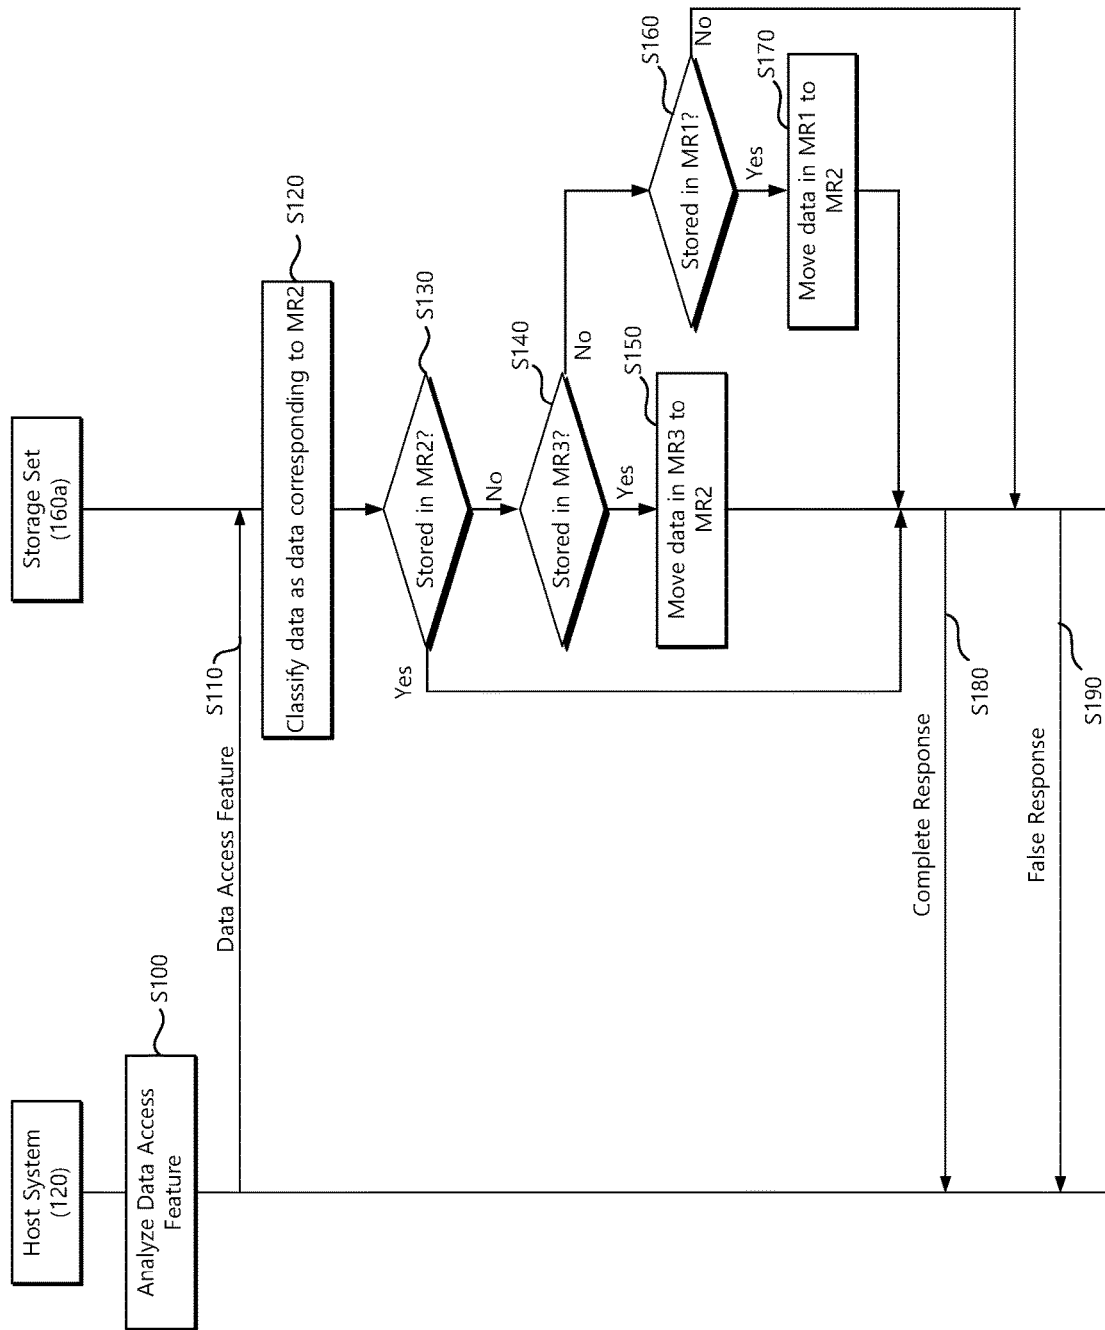 Host System
(120)
Storage Set
(160a)
Analyze Data Access
Feature
S100
Data Access Feature
S110
Classify data as data corresponding to MR2
S120
Stored in MR2?
S130
Yes
No
Stored in MR3?
S140
No
Yes
Move data in MR3 to
MR2
S150
Stored in MR1?
S160
No
Yes
Move data in MR1 to
MR2
S170
Complete Response
S180
False Response
S190